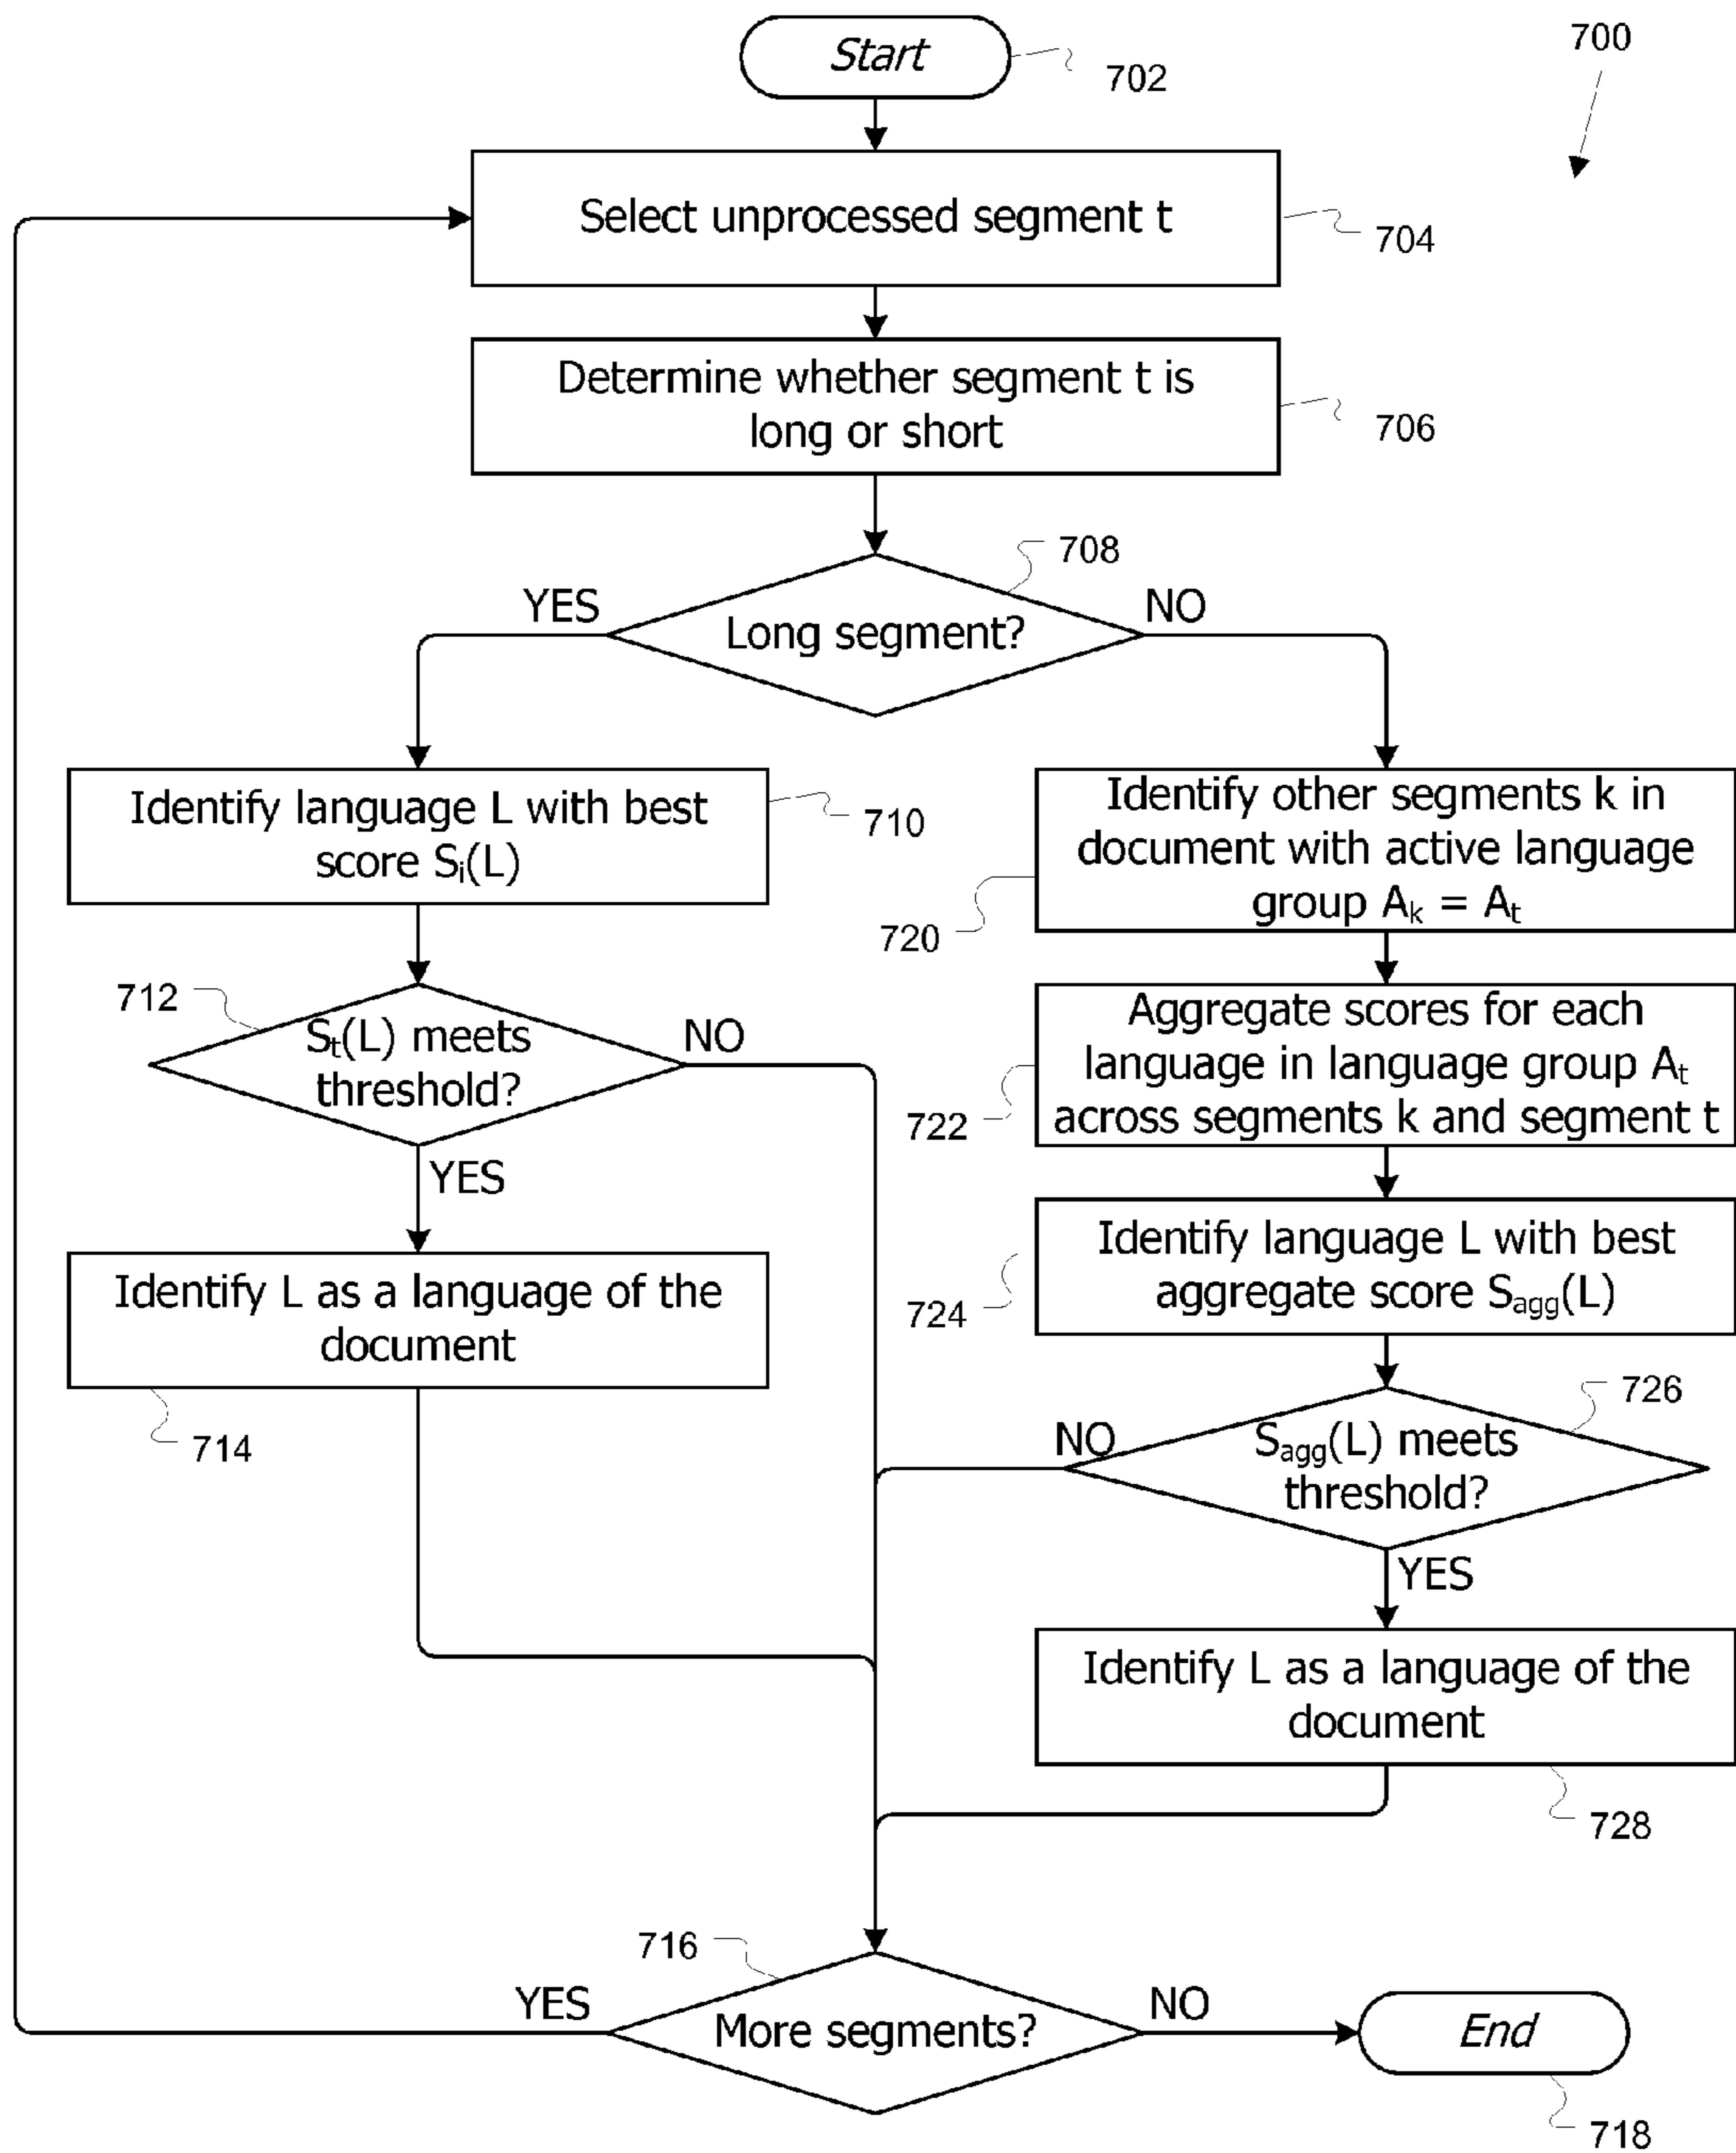 Start
702
700
Select unprocessed segment t
704
Determine whether segment t is
long or short
706
708
YES
NO
Long segment?
Identify language L with best
score Si(L)
710
Identify other segments k in
document with active language
group Ak = At
720
712
St(L) meets
threshold?
NO
YES
Aggregate scores for each
language in language group At
across segments k and segment t
722
Identify language L with best
aggregate score Sagg(L)
724
Identify L as a language of the
document
714
726
NO
Sagg(L) meets
threshold?
YES
Identify L as a language of the
document
728
716
YES
NO
More segments?
End
718